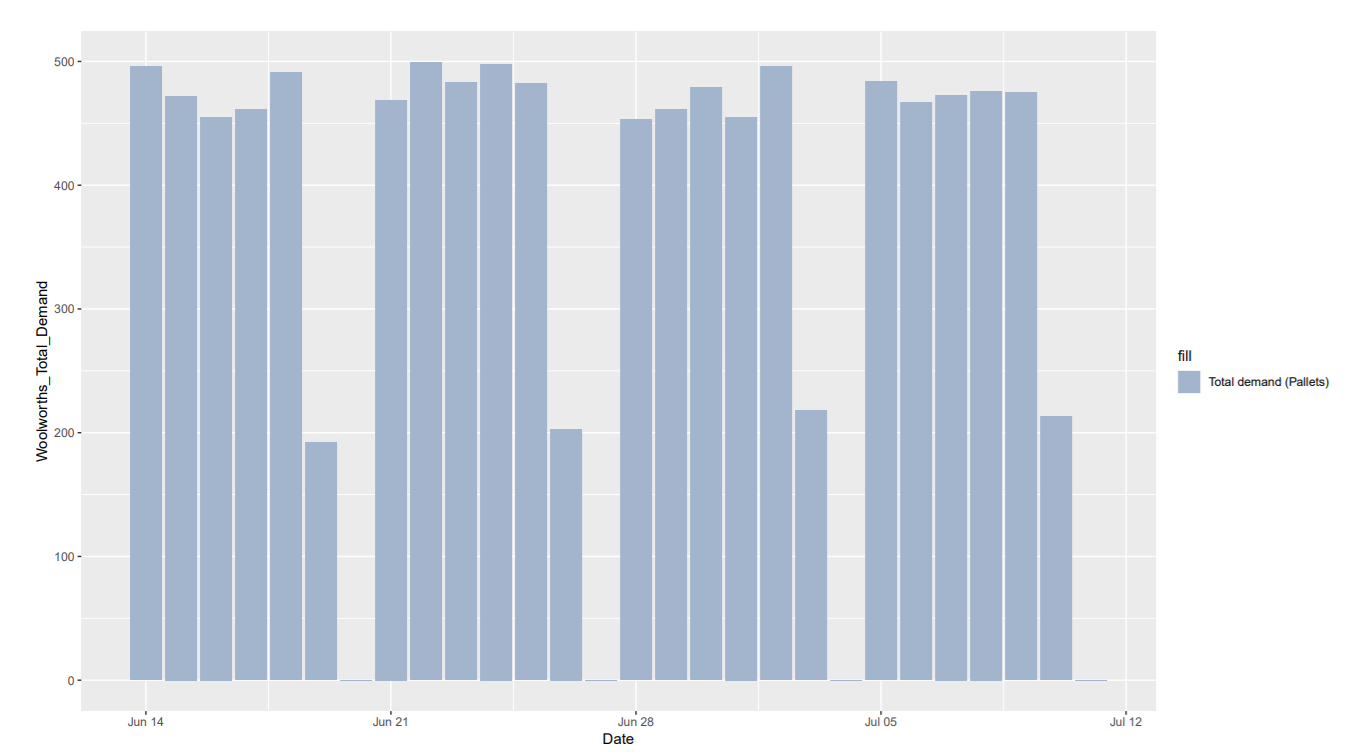 500
400
300
200
100
0
Woolworths_Total_Demand
Jun 14 Jun 21 Jun 28 Jul 05 Jul 12
Date
fill
Total demand (Pallets)